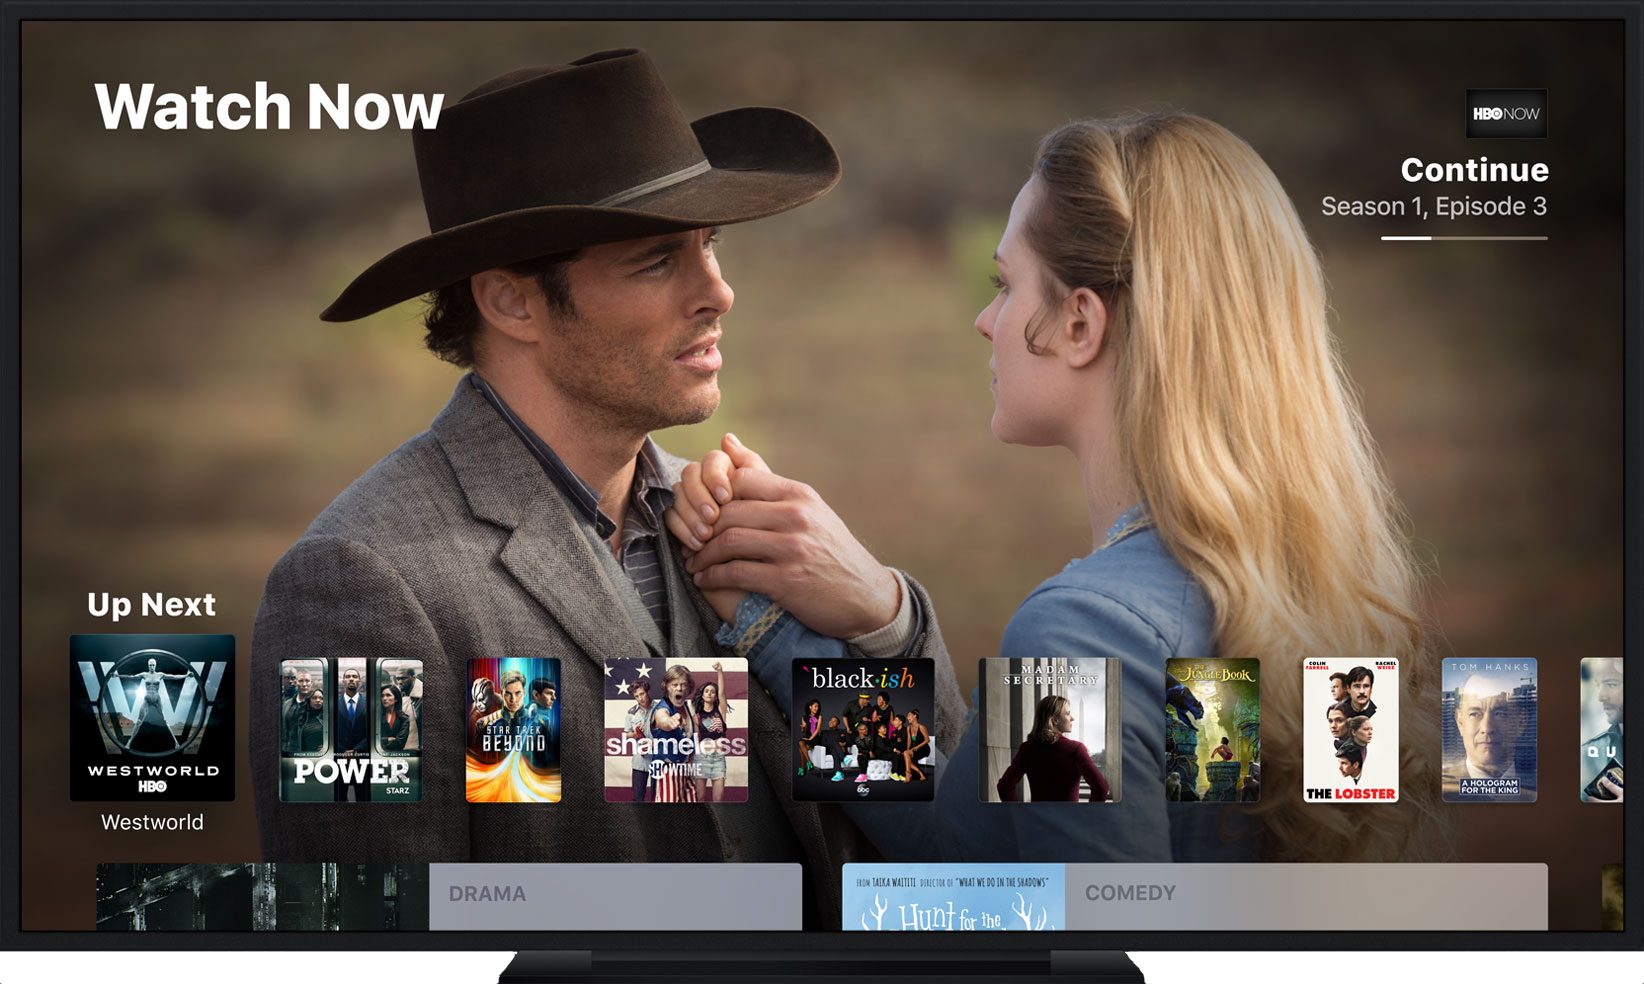 Watch Now
HBO NOW
Continue
Season 1, Episode 3
Up Next
WESTWORLD
HBO
Westworld
POWER
STARZ
STAR TREK
BEYOND
shameless
SHOWTIME
black·ish
abc
MADAM
SECRETARY
THE
JUNGLE BOOK
COLIN
FARRELL
RACHEL
WEISZ
THE LOBSTER
TOM HANKS
A HOLOGRAM
FOR THE KING
QU
DRAMA
FROM TAIKA WAITITI DIRECTOR OF "WHAT WE DO IN THE SHADOWS"
Hunt for the
COMEDY